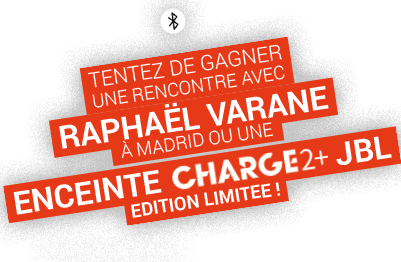 TENTEZ DE GAGNER
UNE RENCONTRE AVEC
RAPHAËL VARANE
À MADRID OU UNE
ENCEINTE CHARGE2+ JBL
EDITION LIMITEE !